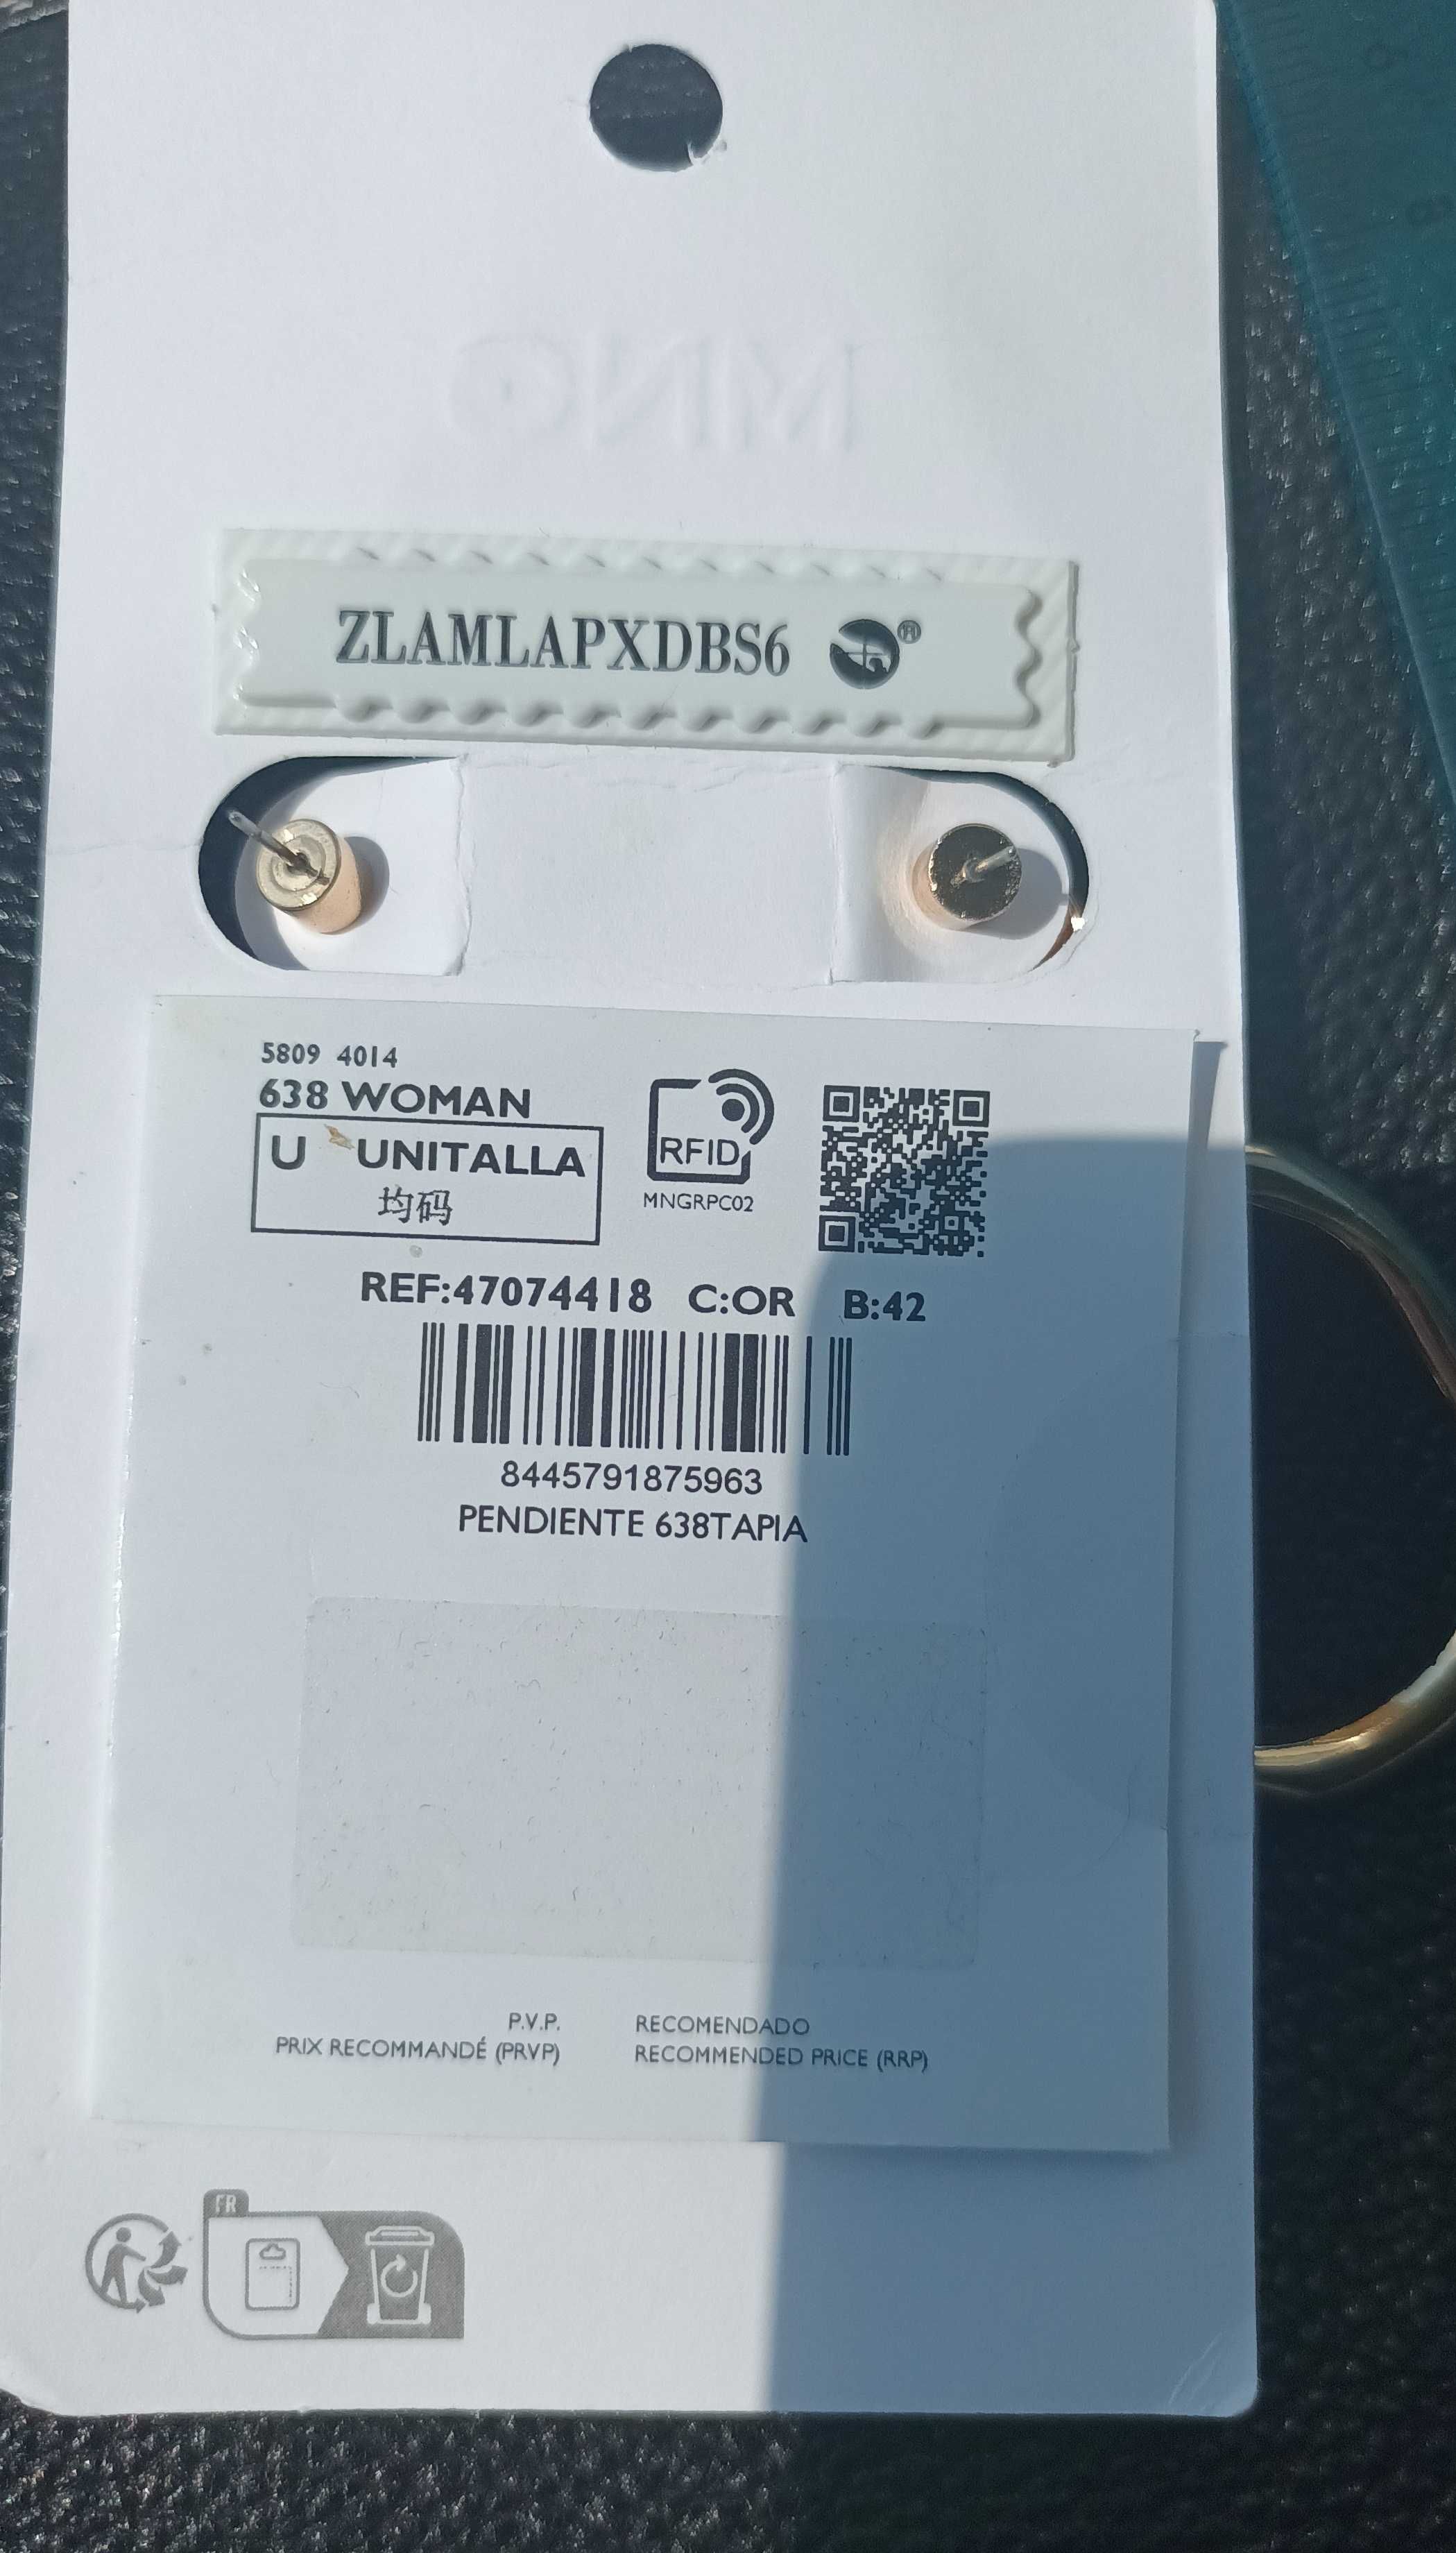 MNG
ZLAMLAPXDBS6 ®
5809 4014
638 WOMAN
U UNITALLA
均码
RFID
MNGRPC02
REF:47074418 C:OR B:42
8445791875963
PENDIENTE 638TAPIA
P.V.P. RECOMENDADO
PRIX RECOMMANDÉ (PRVP) RECOMMENDED PRICE (RRP)
FR